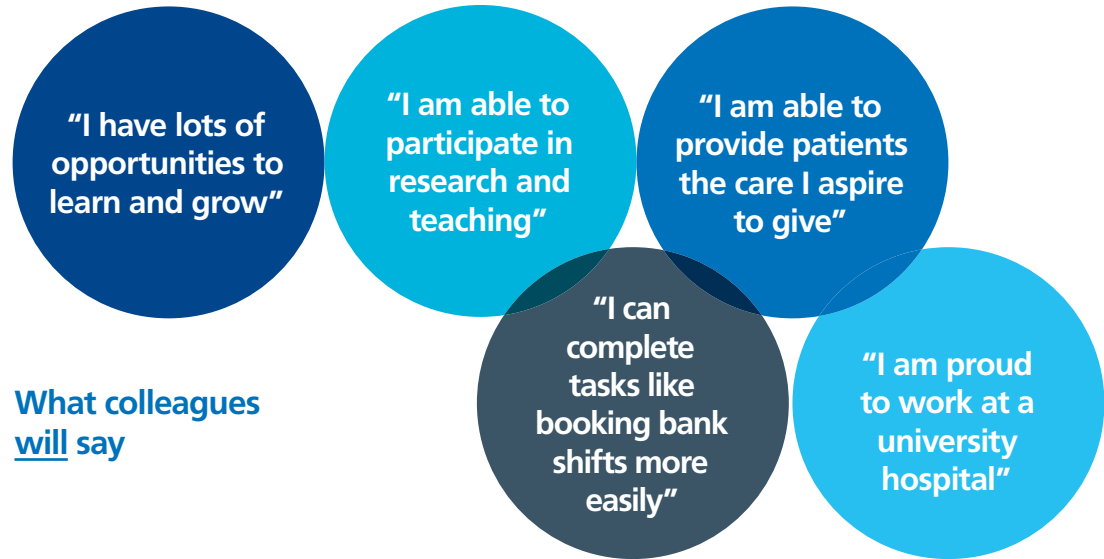 “I have lots of
opportunities to
learn and grow”
“I am able to
participate in
research and
teaching”
“I am able to
provide patients
the care I aspire
to give”
“I can
complete
tasks like
booking bank
shifts more
easily”
“I am proud
to work at a
university
hospital”
What colleagues
will say